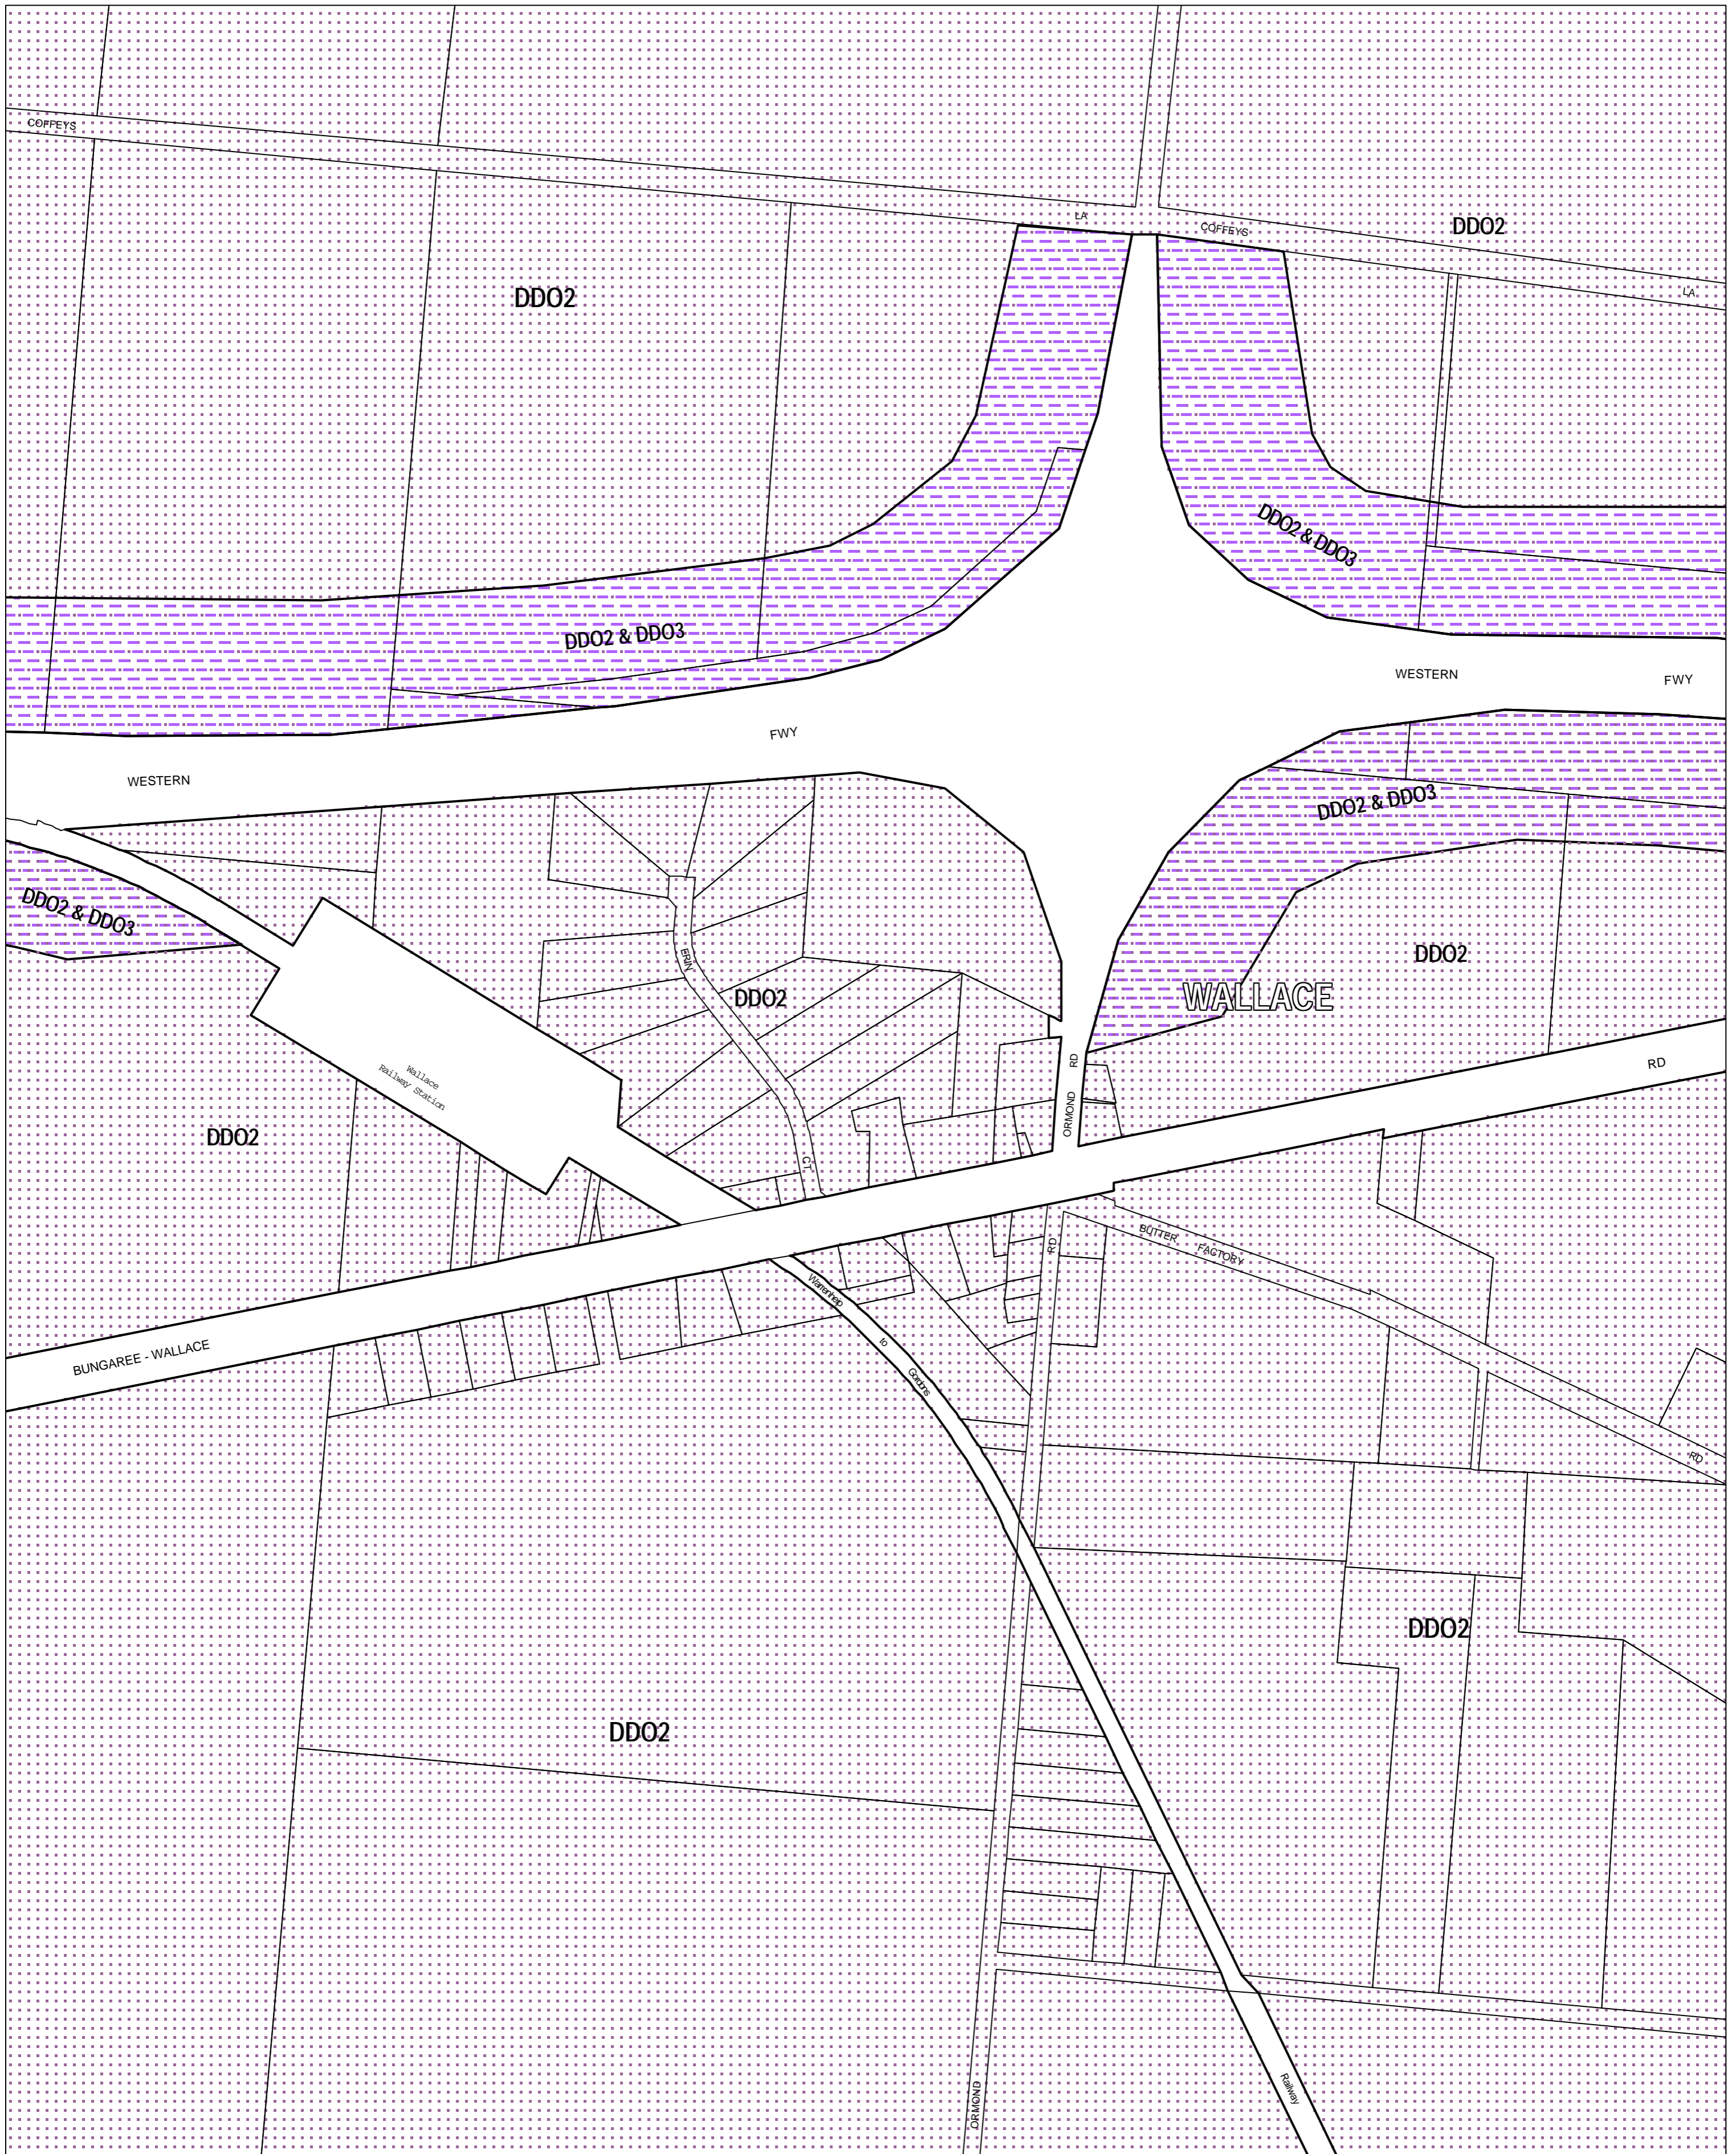 COFFEYS
LA
COFFEYS
DDO2
LA
DDO2
DDO2 & DDO3
DDO2 & DDO3
WESTERN
FWY
FWY
WESTERN
DDO2 & DDO3
DDO2 & DDO3
DDO2
ERIN
DDO2
WALLACE
RD
RD
Wallace
Railway Station
ORMOND
DDO2
CT
BUTTER
FACTORY
RD
Warrenheip
to
Gordons
BUNGAREE - WALLACE
RD
DDO2
DDO2
ORMOND
Railway